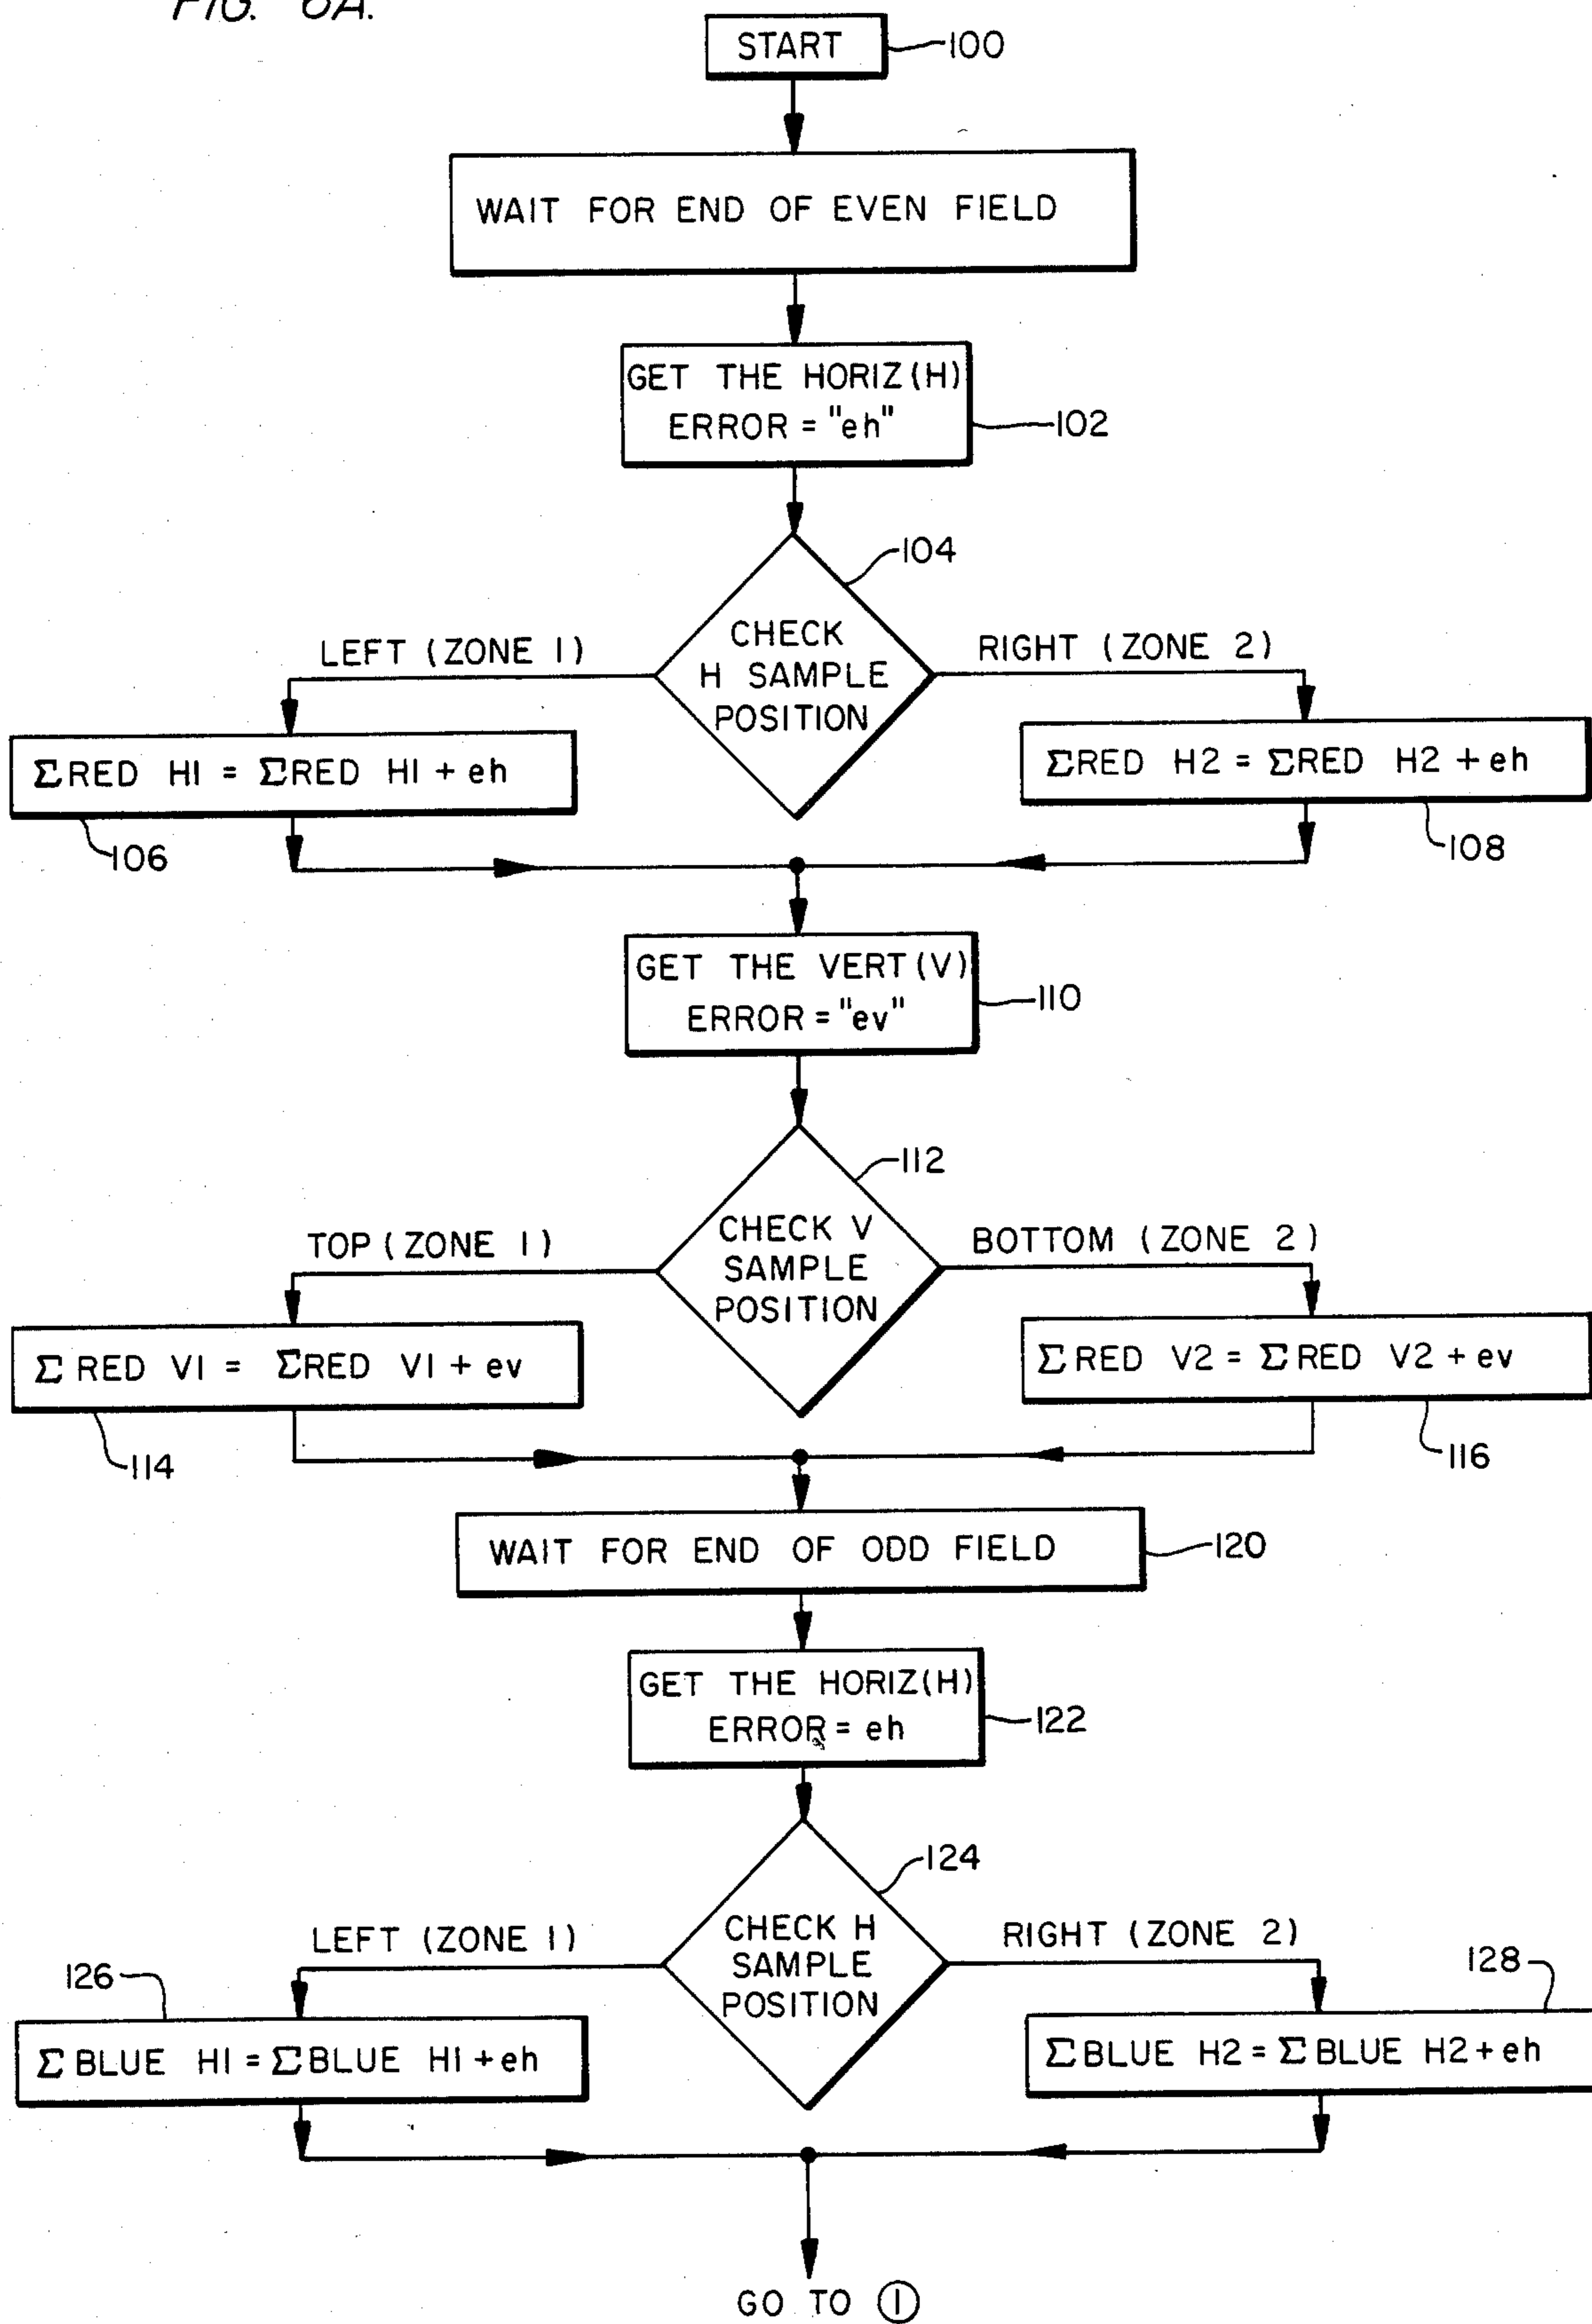 FIG. 6A.
START
100
WAIT FOR END OF EVEN FIELD
GET THE HORIZ(H)
ERROR = "eh"
102
104
CHECK
H SAMPLE
POSITION
LEFT (ZONE 1)
RIGHT (ZONE 2)
ΣRED H1 = ΣRED H1 + eh
106
ΣRED H2 = ΣRED H2 + eh
108
GET THE VERT(V)
ERROR = "ev"
110
112
CHECK V
SAMPLE
POSITION
TOP (ZONE 1)
BOTTOM (ZONE 2)
Σ RED V1 = ΣRED V1 + ev
114
Σ RED V2 = Σ RED V2 + ev
116
WAIT FOR END OF ODD FIELD
120
GET THE HORIZ(H)
ERROR = eh
122
124
CHECK H
SAMPLE
POSITION
LEFT (ZONE 1)
RIGHT (ZONE 2)
126
Σ BLUE H1 = Σ BLUE H1 + eh
128
Σ BLUE H2 = Σ BLUE H2 + eh
GO TO 1